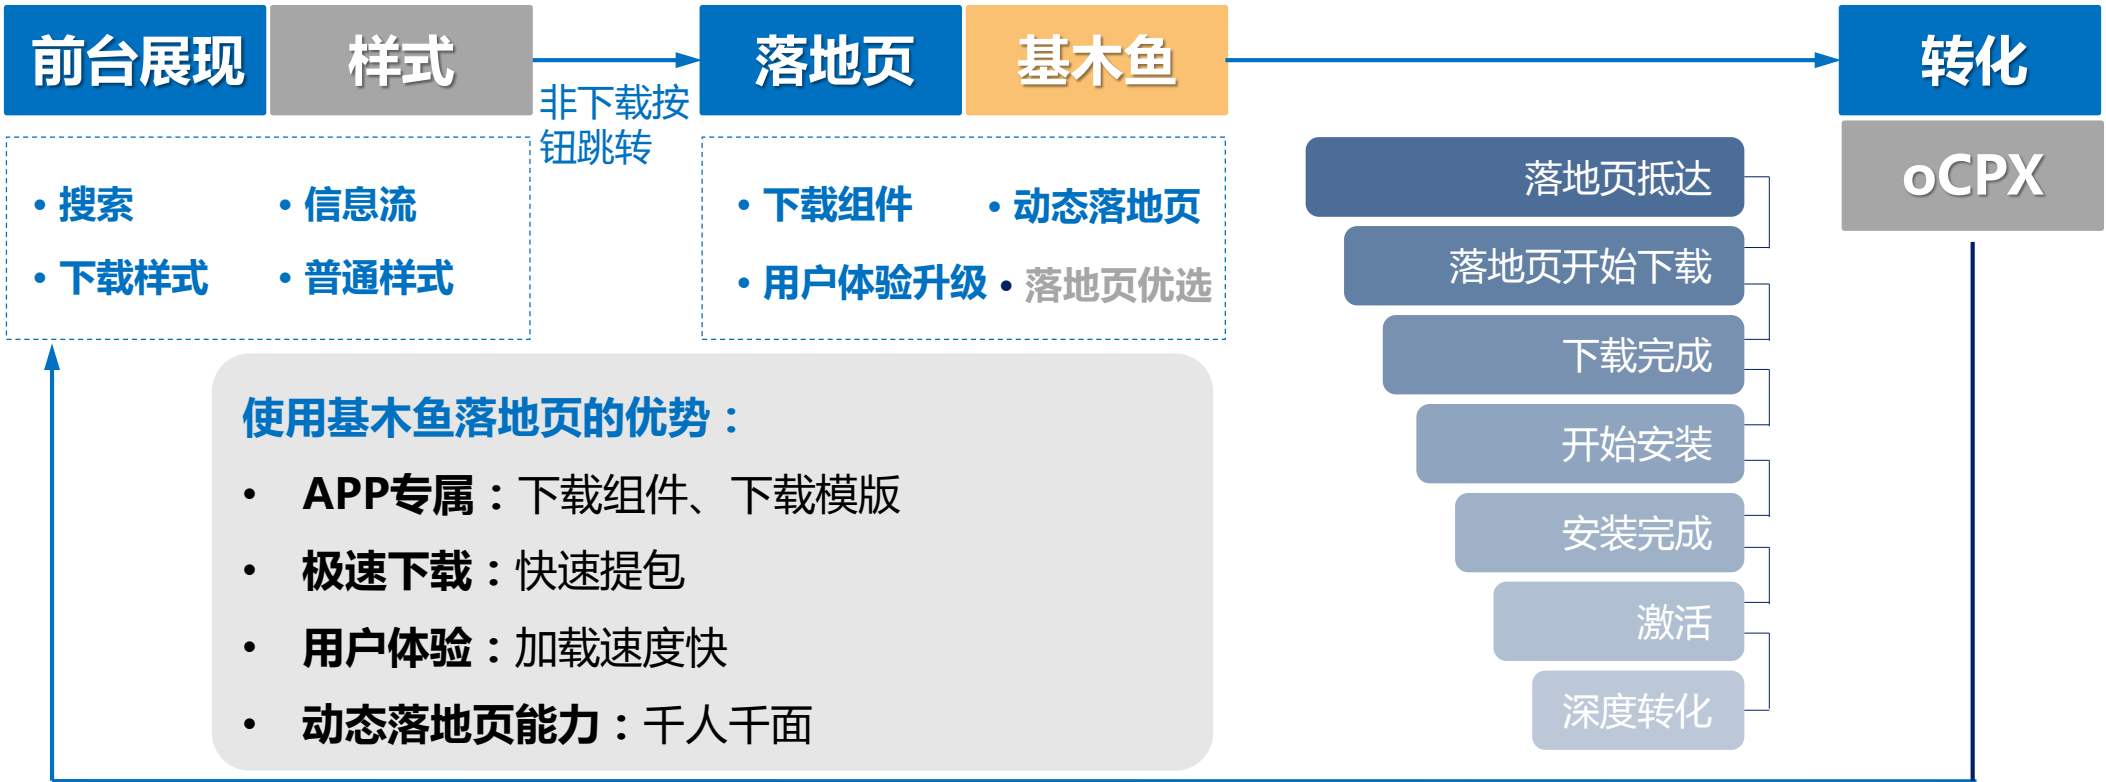 前台展现
样式
非下载按
钮跳转
落地页
基木鱼
转化
oCPX
• 搜索
• 信息流
• 下载样式
• 普通样式
• 下载组件
• 动态落地页
• 用户体验升级
• 落地页优选
落地页抵达
落地页开始下载
下载完成
开始安装
安装完成
激活
深度转化
使用基木鱼落地页的优势：
• APP专属：下载组件、下载模版
• 极速下载：快速提包
• 用户体验：加载速度快
• 动态落地页能力：千人千面